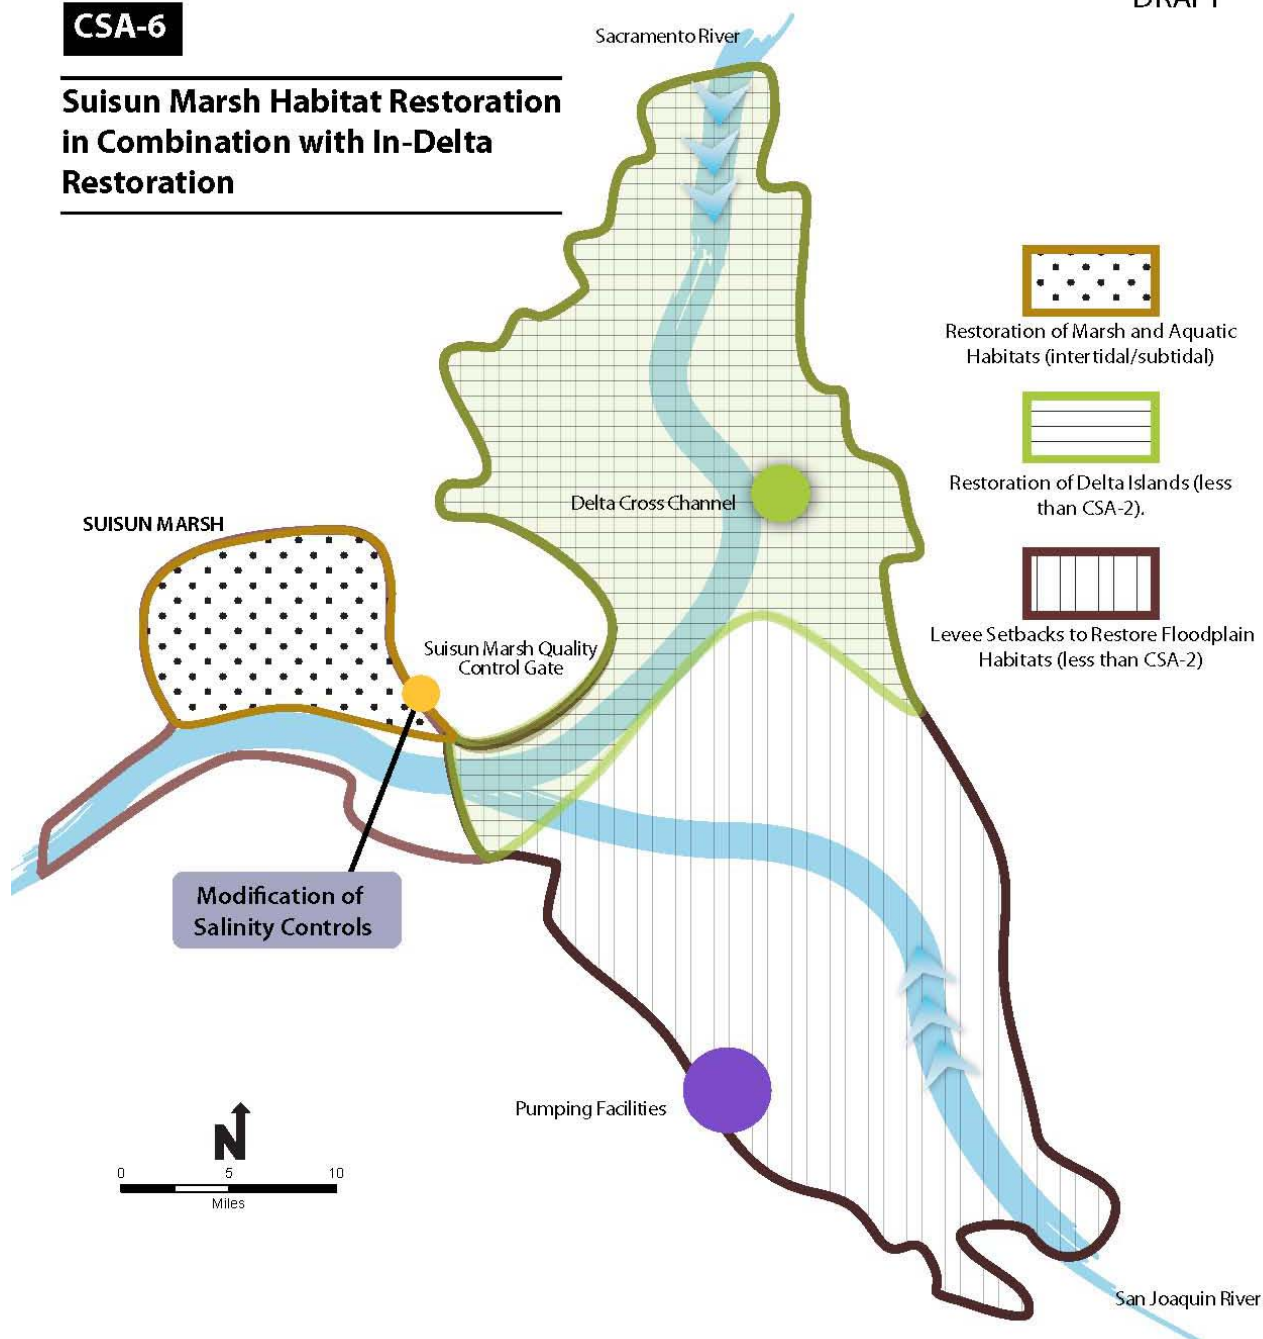 DRAFT
CSA-6
Suisun Marsh Habitat Restoration
in Combination with In-Delta
Restoration
Sacramento River
Restoration of Marsh and Aquatic
Habitats (intertidal/subtidal)
Restoration of Delta Islands (less
than CSA-2).
Levee Setbacks to Restore Floodplain
Habitats (less than CSA-2)
Delta Cross Channel
SUISUN MARSH
Suisun Marsh Quality
Control Gate
Modification of
Salinity Controls
Pumping Facilities
N
0 5 10
Miles
San Joaquin River